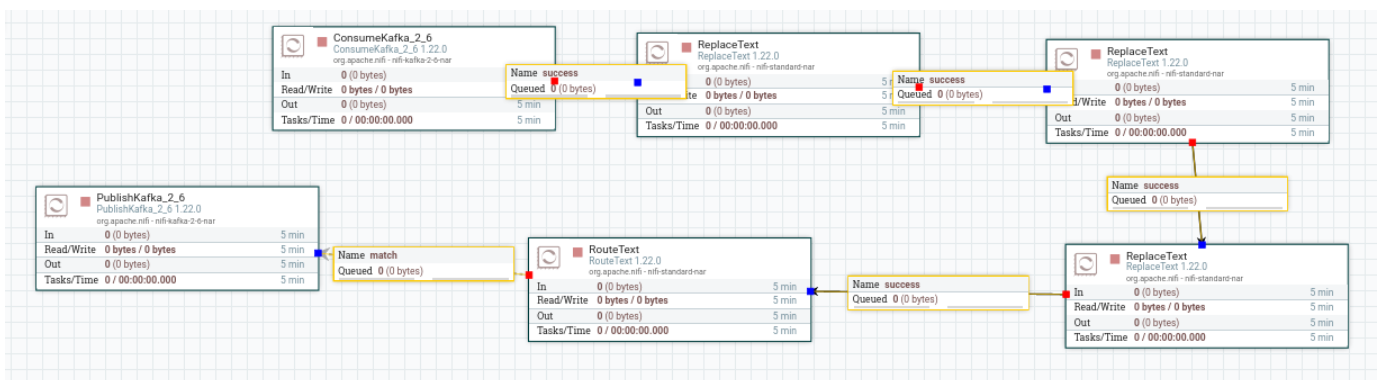 ConsumeKafka_2_6
ConsumeKafka_2_6 1.22.0
org.apache.nifi - nifi-kafka-2-6-nar
In 0 (0 bytes)
Read/Write 0 bytes / 0 bytes
Out 0 (0 bytes) 5 min
Tasks/Time 0 / 00:00:00.000 5 min
Name success
Queued 0 (0 bytes)
ReplaceText
ReplaceText 1.22.0
org.apache.nifi - nifi-standard-nar
0 (0 bytes)
0 bytes / 0 bytes
Out 0 (0 bytes) 5 min
Tasks/Time 0 / 00:00:00.000 5 min
Name success
Queued 0 (0 bytes)
ReplaceText
ReplaceText 1.22.0
org.apache.nifi - nifi-standard-nar
0 (0 bytes) 5 min
0 bytes / 0 bytes 5 min
Out 0 (0 bytes) 5 min
Tasks/Time 0 / 00:00:00.000 5 min
Name success
Queued 0 (0 bytes)
PublishKafka_2_6
PublishKafka_2_6 1.22.0
org.apache.nifi - nifi-kafka-2-6-nar
In 0 (0 bytes) 5 min
Read/Write 0 bytes / 0 bytes 5 min
Out 0 (0 bytes) 5 min
Tasks/Time 0 / 00:00:00.000 5 min
Name match
Queued 0 (0 bytes)
RouteText
RouteText 1.22.0
org.apache.nifi - nifi-standard-nar
In 0 (0 bytes) 5 min
Read/Write 0 bytes / 0 bytes 5 min
Out 0 (0 bytes) 5 min
Tasks/Time 0 / 00:00:00.000 5 min
Name success
Queued 0 (0 bytes)
ReplaceText
ReplaceText 1.22.0
org.apache.nifi - nifi-standard-nar
In 0 (0 bytes) 5 min
Read/Write 0 bytes / 0 bytes 5 min
Out 0 (0 bytes) 5 min
Tasks/Time 0 / 00:00:00.000 5 min